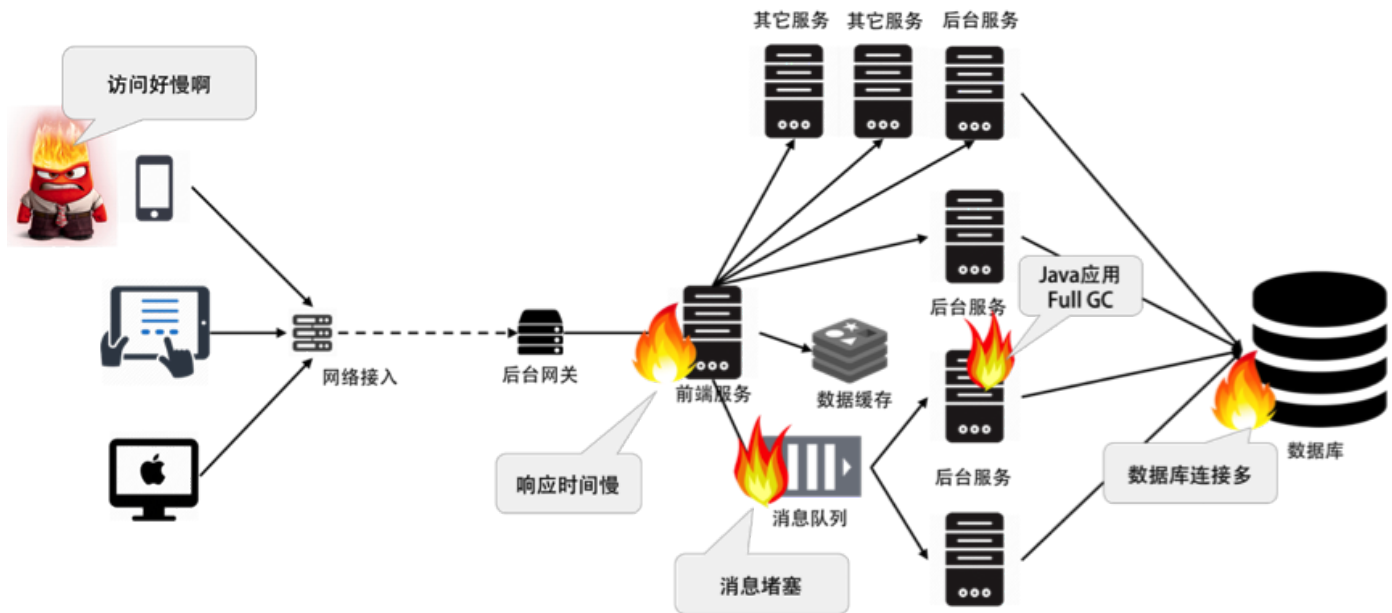 其它服务
其它服务
后台服务
访问好慢啊
后台服务
Java应用
Full GC
网络接入
后台网关
前端服务
数据缓存
响应时间慢
消息队列
后台服务
数据库
数据库连接多
消息堵塞